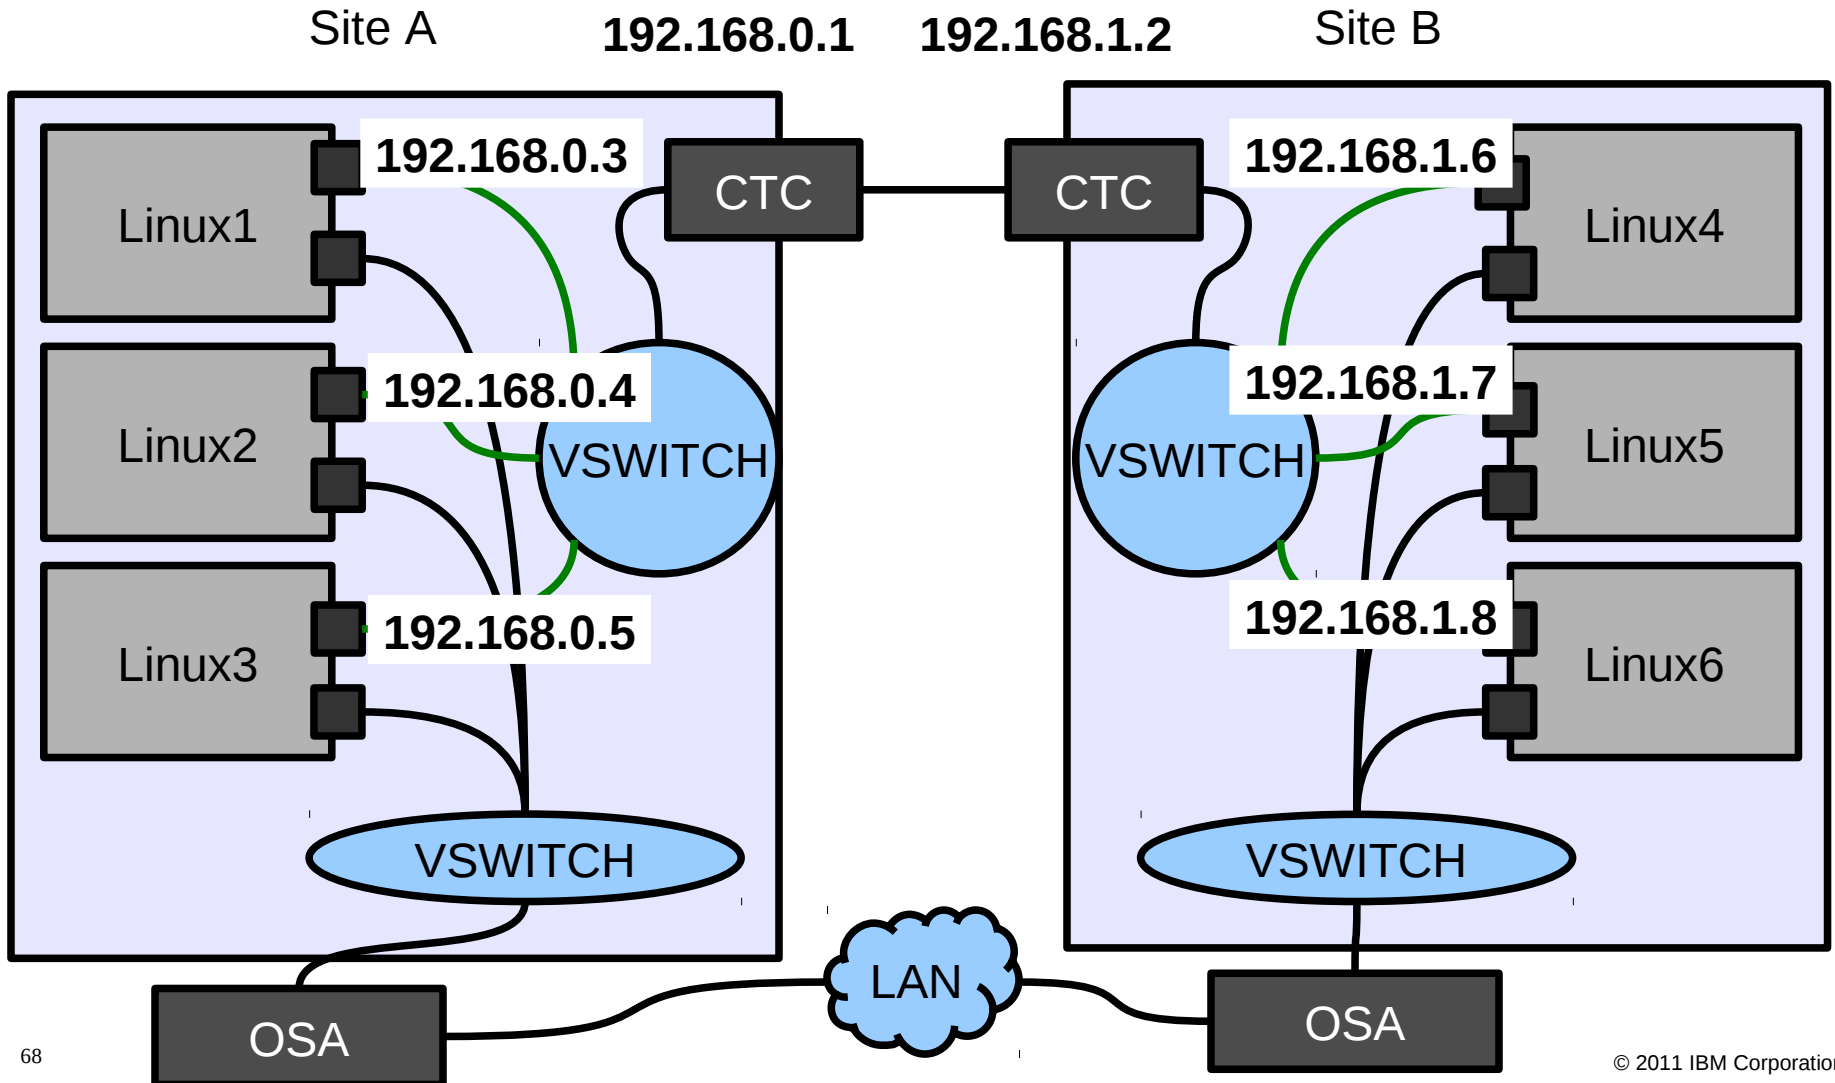 Site A
192.168.0.1
192.168.1.2
Site B
192.168.0.3
CTC
CTC
192.168.1.6
Linux1
Linux4
192.168.0.4
192.168.1.7
Linux2
VSWITCH
VSWITCH
Linux5
192.168.0.5
192.168.1.8
Linux3
Linux6
VSWITCH
VSWITCH
LAN
OSA
OSA
68
© 2011 IBM Corporation